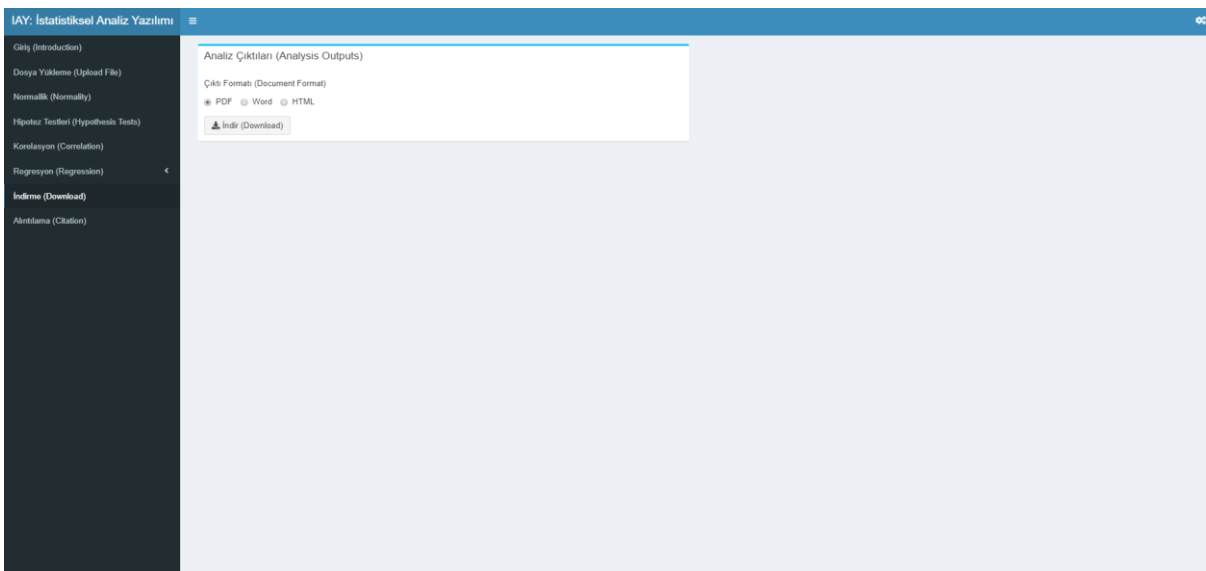 IAY: İstatistiksel Analiz Yazılımı
Giriş (Introduction)
Dosya Yükleme (Upload File)
Normallik (Normality)
Hipotez Testleri (Hypothesis Tests)
Korelasyon (Correlation)
Regresyon (Regression)
İndirme (Download)
Alıntılama (Citation)
Analiz Çıktıları (Analysis Outputs)
Çıktı Formatı (Document Format)
PDF Word HTML
İndir (Download)